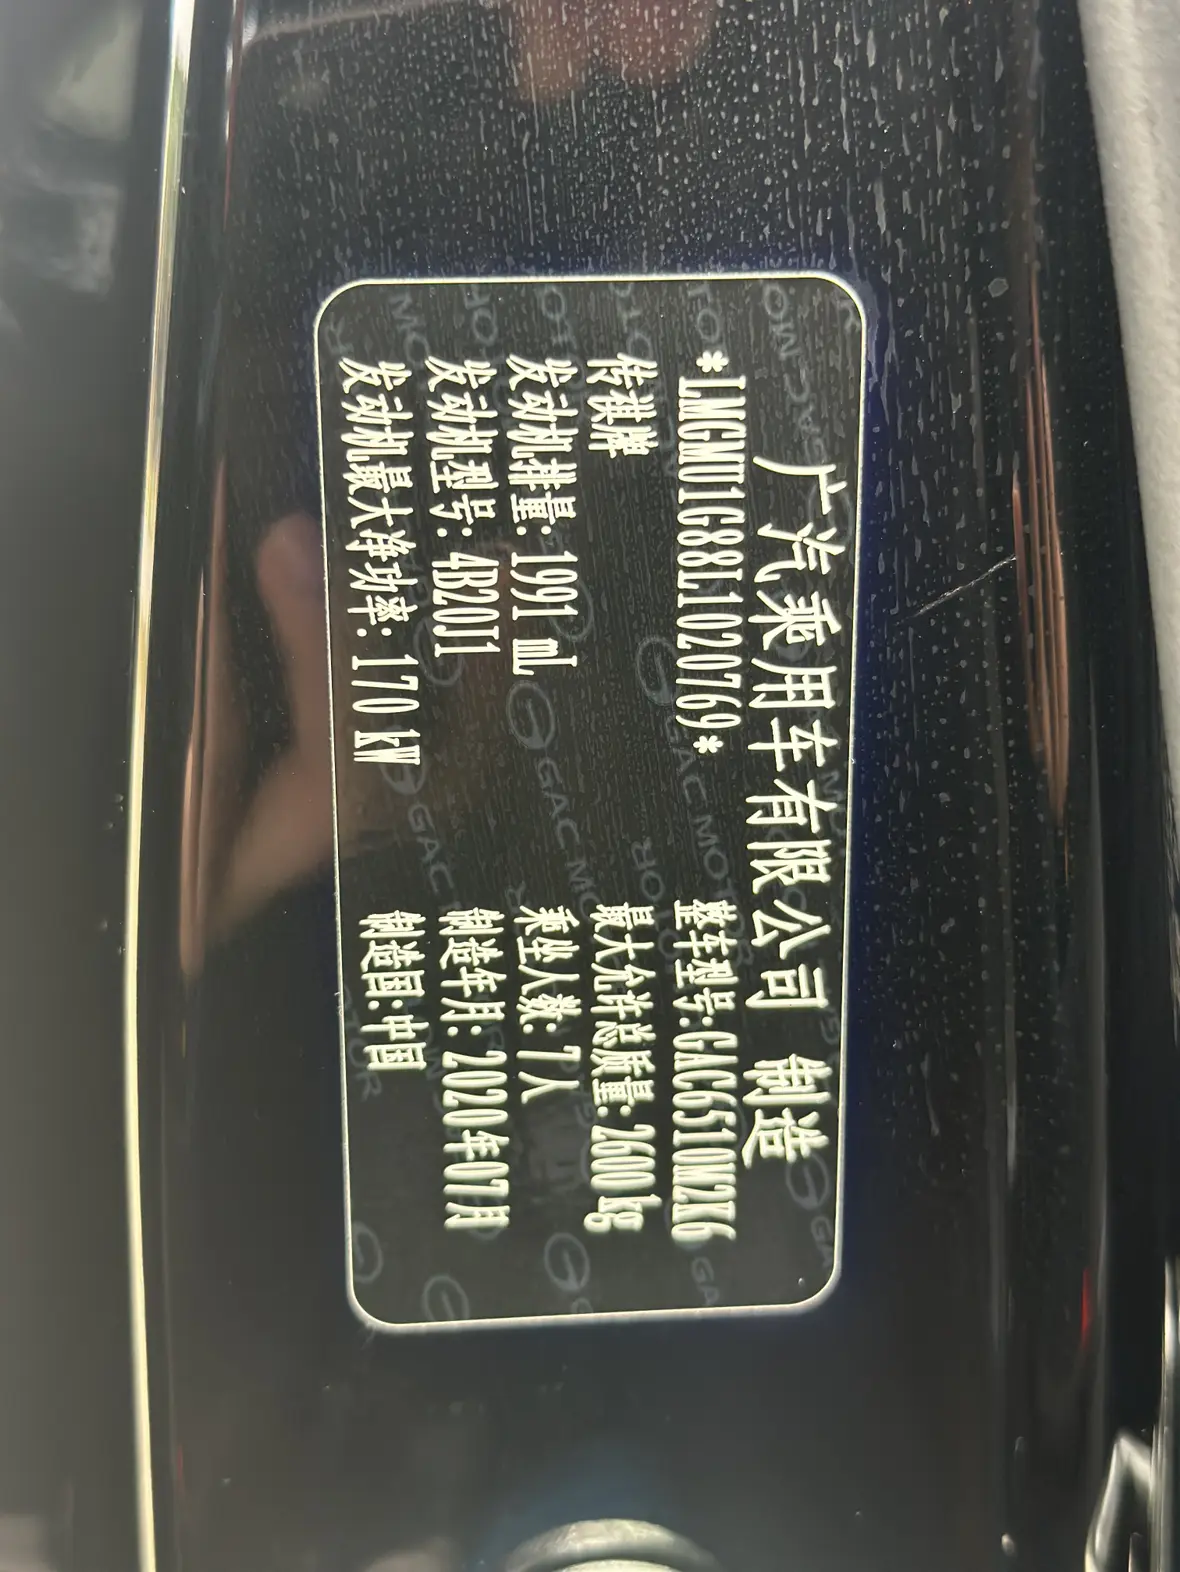 广汽乘用车有限公司 制造
*LMGMU1G88L1020769* 整车型号:GAC6510M2K6
传祺牌 最大允许总质量:2600 kg
发动机排量: 1991 mL 乘坐人数: 7人
发动机型号: 4B20J1 制造年月: 2020年07月
发动机最大净功率: 170 kW 制造国:中国
GAC MOTOR